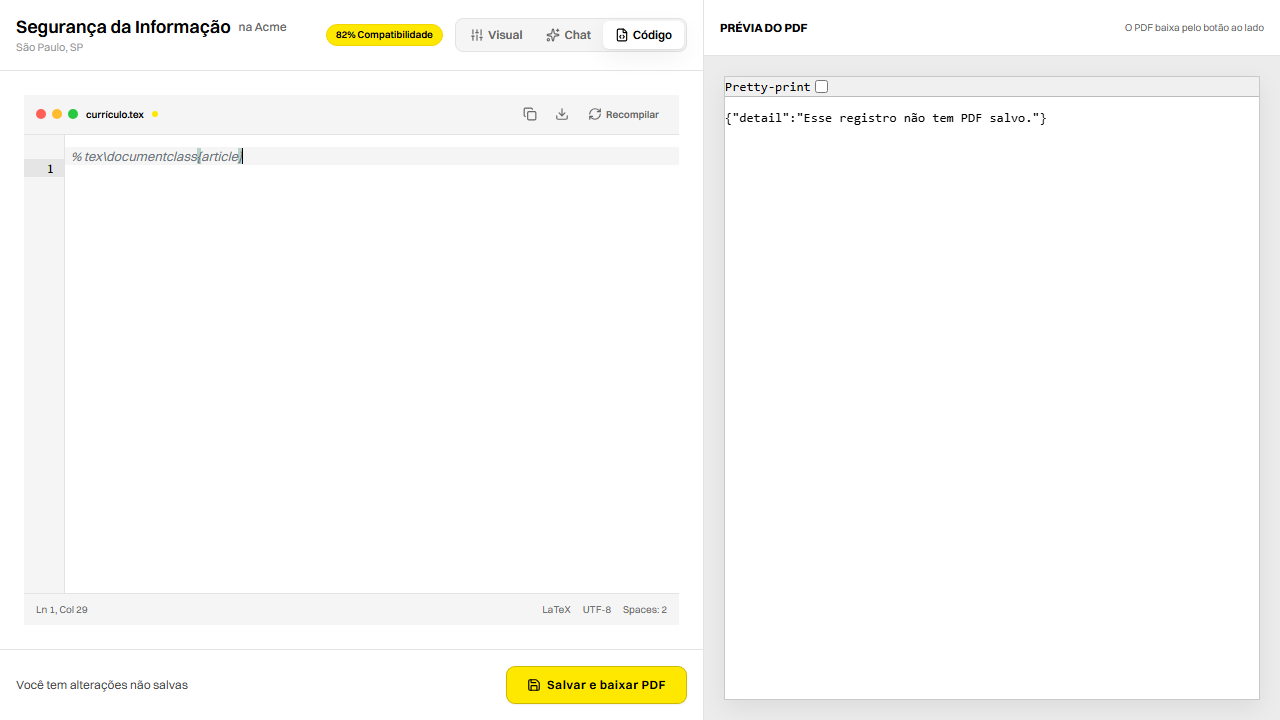 Segurança da Informação na Acme
São Paulo, SP
82% Compatibilidade
Visual
Chat
Código
currículo.tex
Recompilar
1
% tex\documentclass{article}
Ln 1, Col 29
LaTeX
UTF-8
Spaces: 2
Você tem alterações não salvas
Salvar e baixar PDF
PRÉVIA DO PDF
O PDF baixa pelo botão ao lado
Pretty-print
{"detail":"Esse registro não tem PDF salvo."}